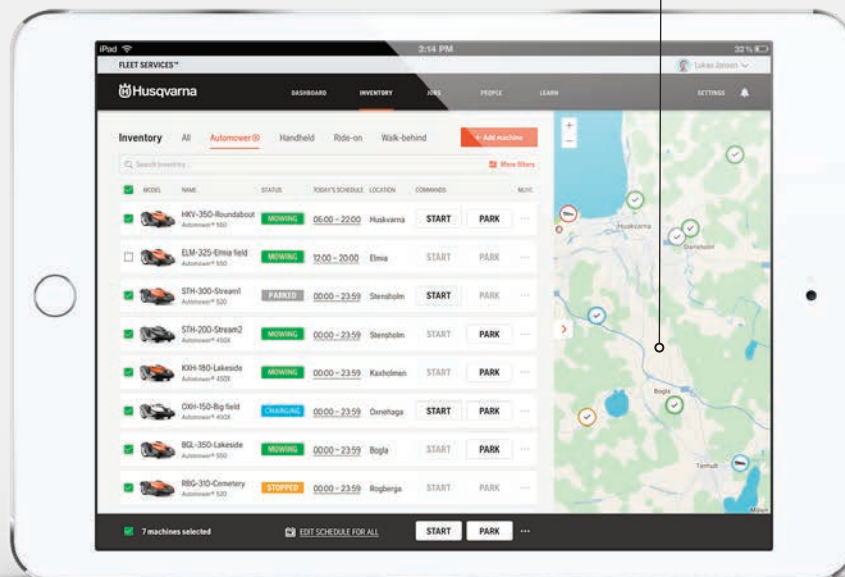 iPad
2:14 PM
32 %
FLEET SERVICES™
Lukas Jansen
Husqvarna
DASHBOARD INVENTORY JOBS PEOPLE LEARN SETTINGS
Inventory All Automower® Handheld Ride-on Walk-behind + Add machine
Search inventory... More filters
MODEL NAME STATUS TODAY'S SCHEDULE LOCATION COMMANDS MORE
HKV-350-Roundabout
Automower® 550
MOWING 06:00 – 22:00 Huskvarna START PARK ...
ELM-325-Elmia field
Automower® 550
MOWING 12:00 – 20:00 Elmia START PARK ...
STH-300-Stream1
Automower® 520
PARKED 00:00 – 23:59 Stensholm START PARK ...
STH-200-Stream2
Automower® 450X
MOWING 00:00 – 23:59 Stensholm START PARK ...
KXH-180-Lakeside
Automower® 450X
MOWING 00:00 – 23:59 Kaxholmen START PARK ...
OXH-150-Big field
Automower® 450X
CHARGING 00:00 – 23:59 Oxnehaga START PARK ...
BGL-350-Lakeside
Automower® 550
MOWING 00:00 – 23:59 Bogla START PARK ...
RBG-310-Cemetery
Automower® 520
STOPPED 00:00 – 23:59 Rogberga START PARK ...
7 machines selected EDIT SCHEDULE FOR ALL START PARK ...
+
−
Huskvarna
Stensholm
Bogla
Tenhult